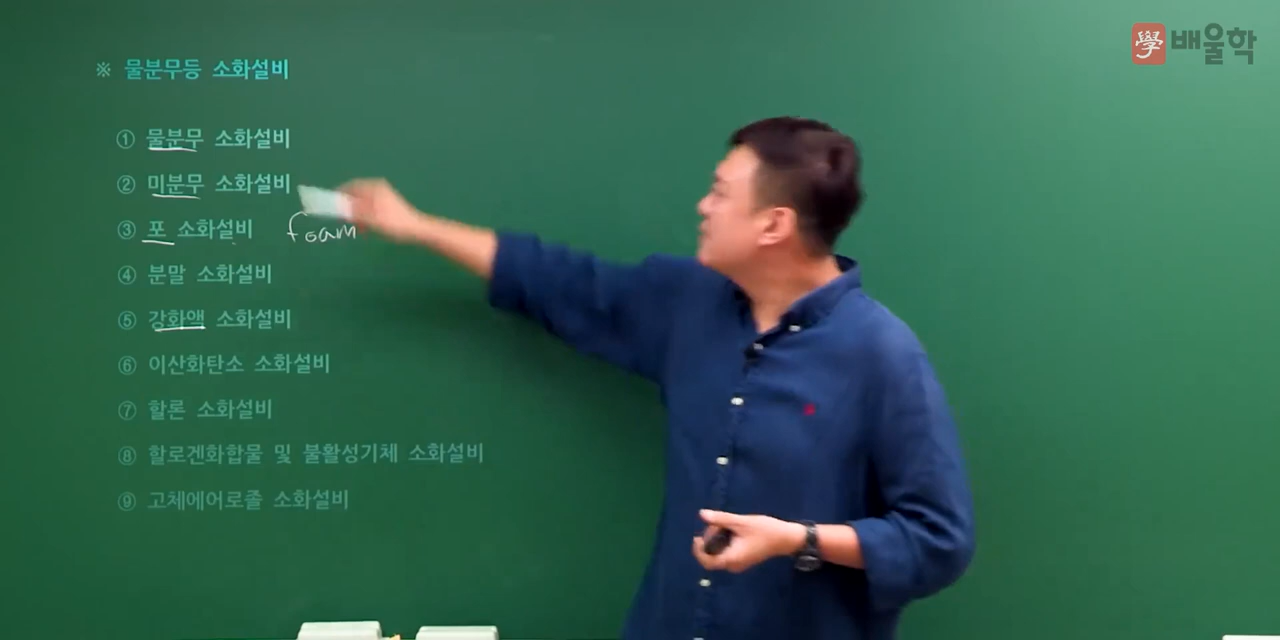 學 배울학
※ 물분무등 소화설비
① 물분무 소화설비
② 미분무 소화설비
③ 포 소화설비 foam
④ 분말 소화설비
⑤ 강화액 소화설비
⑥ 이산화탄소 소화설비
⑦ 할론 소화설비
⑧ 할로겐화합물 및 불활성기체 소화설비
⑨ 고체에어로졸 소화설비